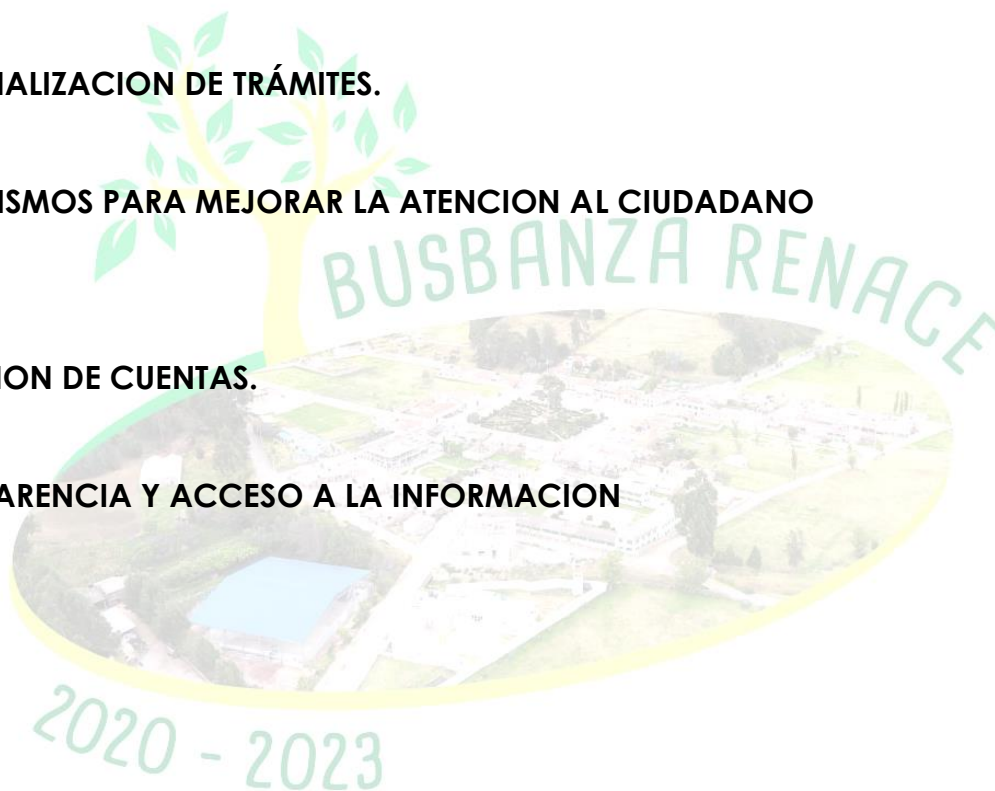 IALIZACION DE TRÁMITES.
ISMOS PARA MEJORAR LA ATENCION AL CIUDADANO
BUSBANZA RENACE
ION DE CUENTAS.
ARENCIA Y ACCESO A LA INFORMACION
2020 - 2023